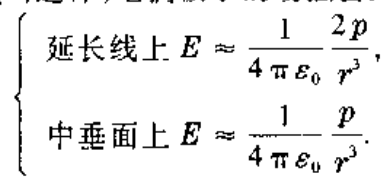 延长线上 E ≈ 1/(4πε₀) 2p/r³,
中垂面上 E ≈ 1/(4πε₀) p/r³.